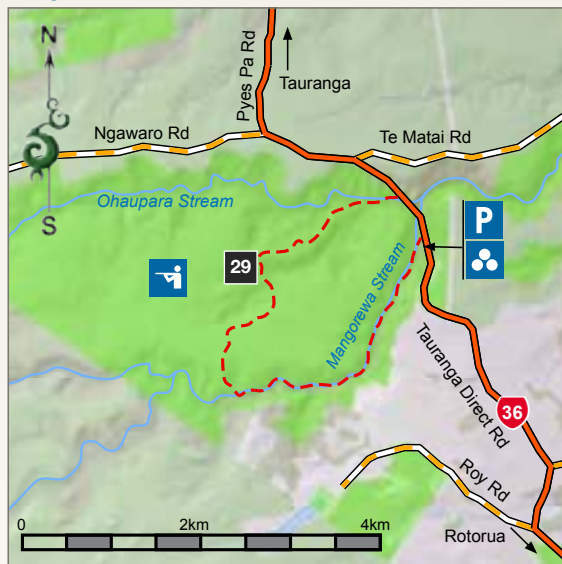 N
Pyes Pa Rd
Tauranga
Ngawaro Rd
Te Matai Rd
S
Ohaupara Stream
P
29
Mangorewa Stream
Tauranga Direct Rd
36
Roy Rd
0 2km 4km
Rotorua